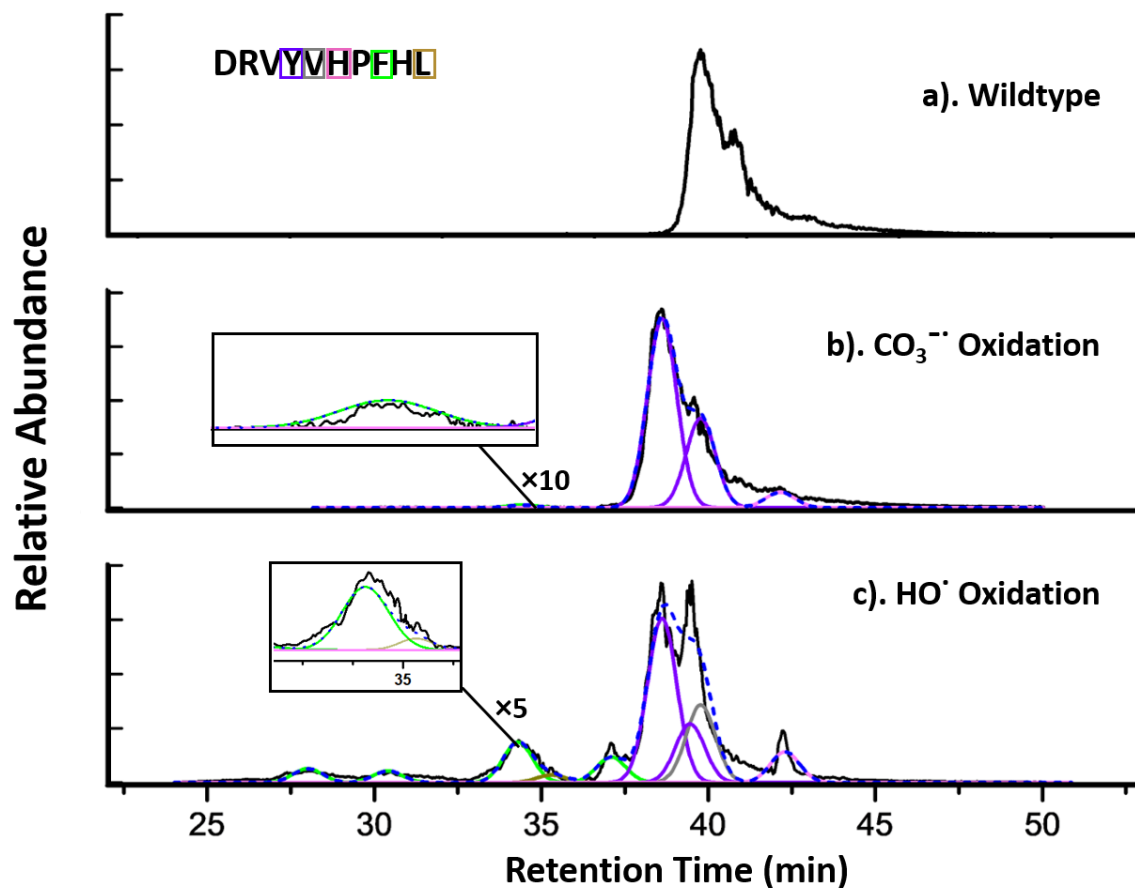 DRVYVHPFHL
a). Wildtype
b). CO₃⁻˙ Oxidation
×10
c). HO˙ Oxidation
35
×5
25 30 35 40 45 50
Retention Time (min)
Relative Abundance